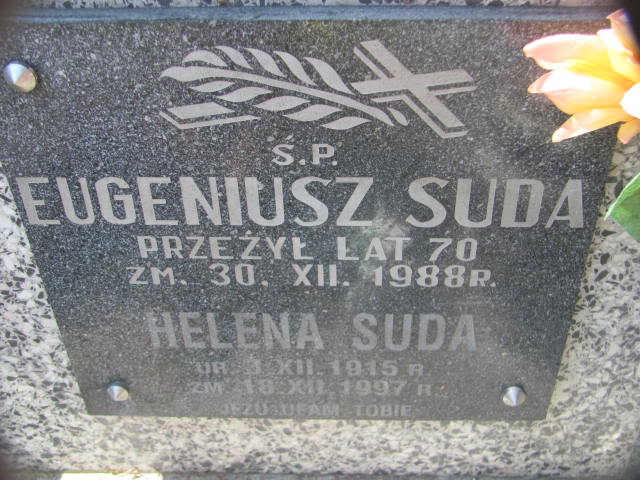 Ś.P.
EUGENIUSZ SUDA
PRZEŻYŁ LAT 70
ZM. 30. XII. 1988R.
HELENA SUDA
UR. 3.XII.1915 R
ZM 18 XII.1997 R.
JEZU UFAM TOBIE